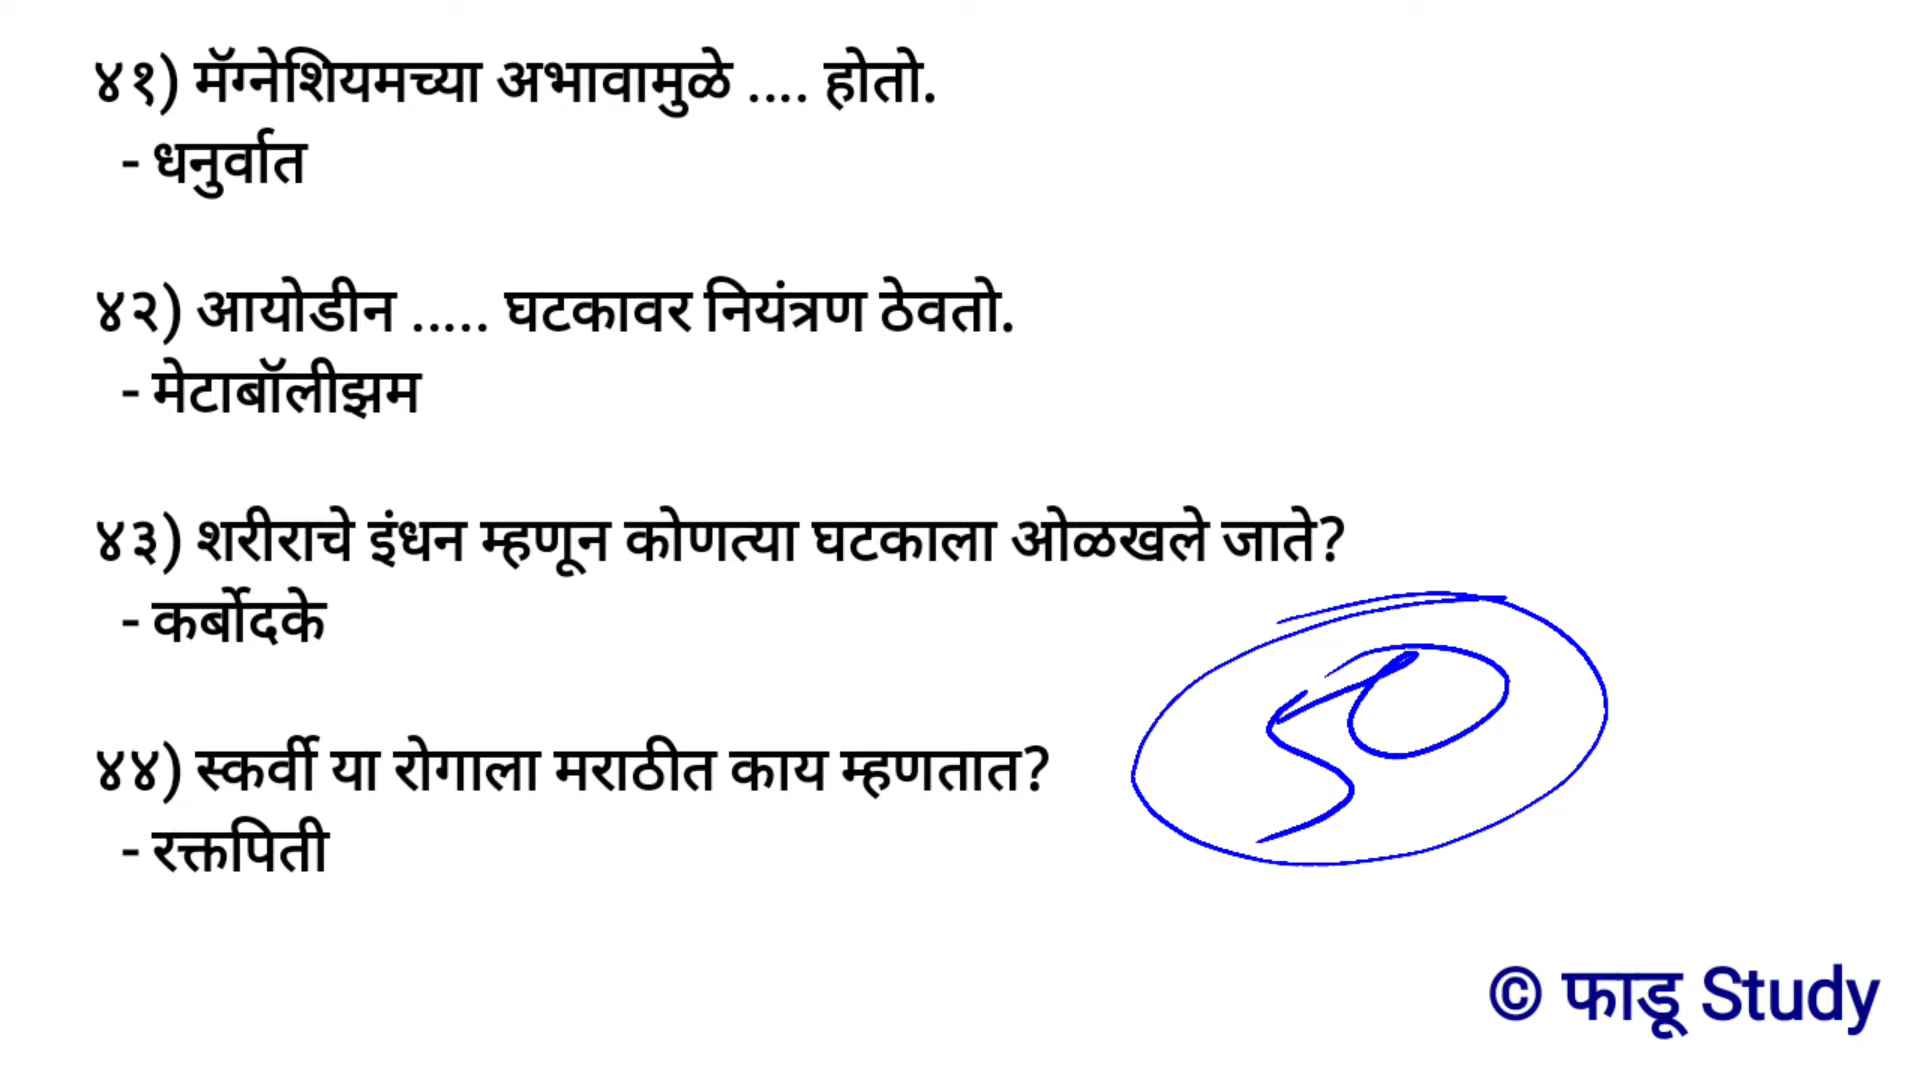 ४१) मॅग्नेशियमच्या अभावामुळे .... होतो.
- धनुर्वात
४२) आयोडीन ..... घटकावर नियंत्रण ठेवतो.
- मेटाबॉलीझम
४३) शरीराचे इंधन म्हणून कोणत्या घटकाला ओळखले जाते?
- कर्बोदके
४४) स्कर्वी या रोगाला मराठीत काय म्हणतात?
- रक्तपिती
50
© फाडू Study